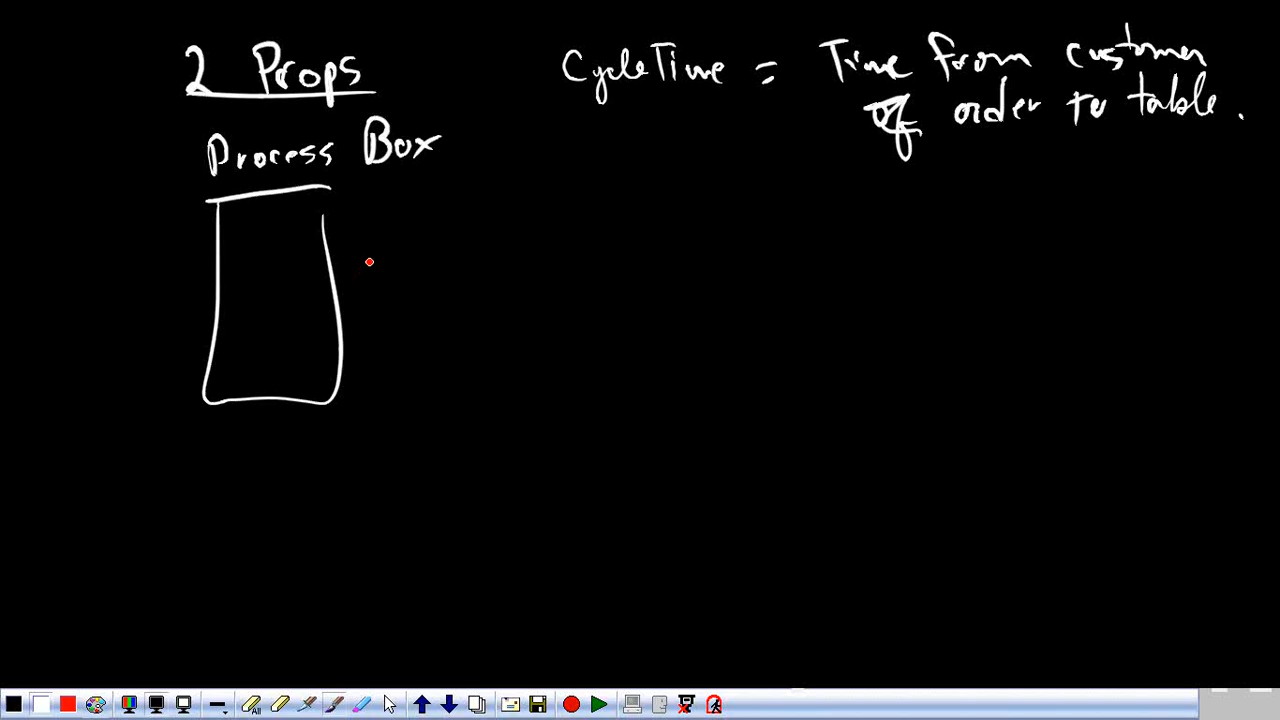 2 Props
Process Box
CycleTime = Time from customer
order to table.